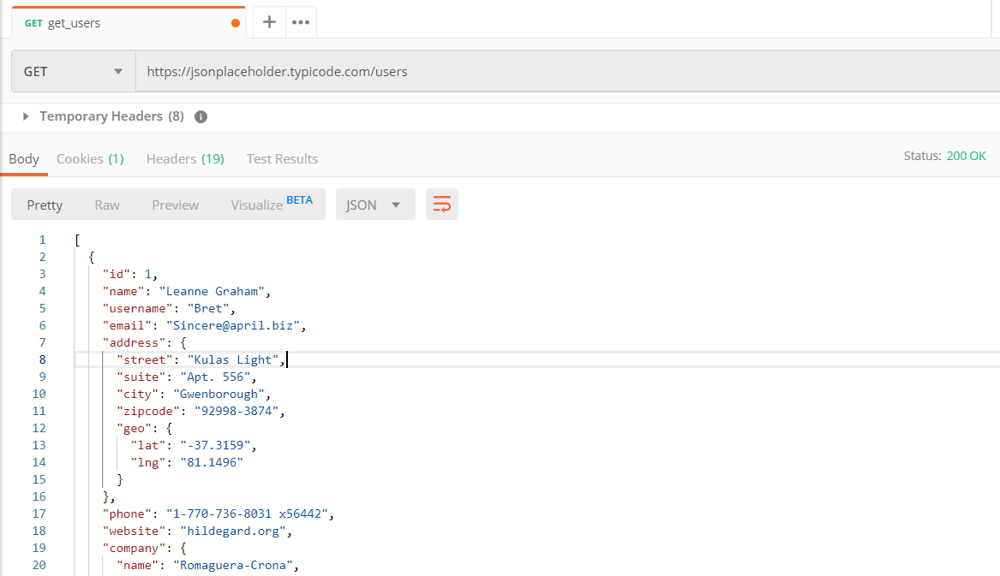 GET get_users
GET https://jsonplaceholder.typicode.com/users
Temporary Headers (8)
Body Cookies (1) Headers (19) Test Results Status: 200 OK
Pretty Raw Preview Visualize BETA JSON
1 [
2 {
3 "id": 1,
4 "name": "Leanne Graham",
5 "username": "Bret",
6 "email": "Sincere@april.biz",
7 "address": {
8 "street": "Kulas Light",
9 "suite": "Apt. 556",
10 "city": "Gwenborough",
11 "zipcode": "92998-3874",
12 "geo": {
13 "lat": "-37.3159",
14 "lng": "81.1496"
15 }
16 },
17 "phone": "1-770-736-8031 x56442",
18 "website": "hildegard.org",
19 "company": {
20 "name": "Romaguera-Crona",